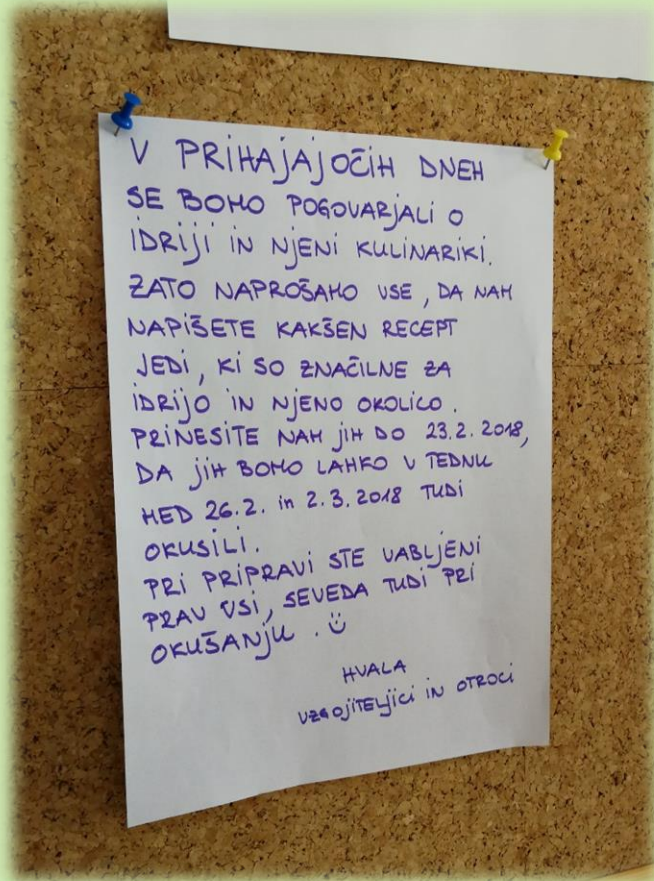 V PRIHAJAJOČIH DNEH
SE BOMO POGOVARJALI O
IDRIJI IN NJENI KULINARIKI.
ZATO NAPROŠAMO VSE, DA NAM
NAPIŠETE KAKŠEN RECEPT
JEDI, KI SO ZNAČILNE ZA
IDRIJO IN NJENO OKOLICO.
PRINESITE NAM JIH DO 23.2.2018,
DA JIH BOMO LAHKO V TEDNU
MED 26.2. in 2.3.2018 TUDI
OKUSILI.
PRI PRIPRAVI STE VABLJENI
PRAV VSI, SEVEDA TUDI PRI
OKUŠANJU. ☺
HVALA
VZGOJITELJICI IN OTROCI